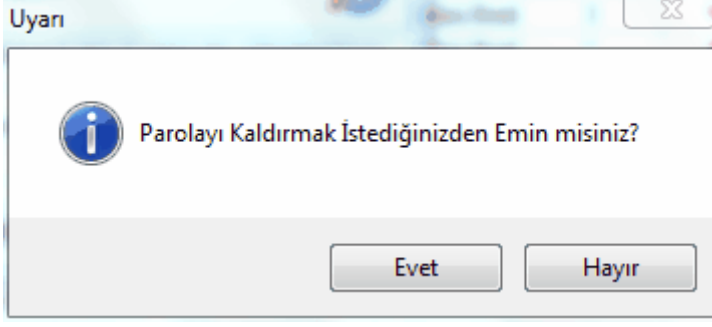 Uyarı
Parolayı Kaldırmak İstediğinizden Emin misiniz?
Evet
Hayır